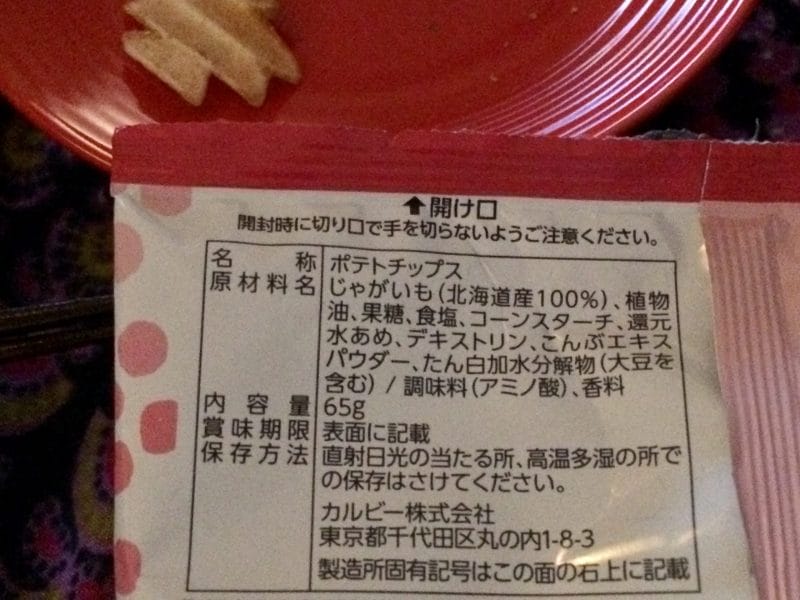 ⬆開け口
開封時に切り口で手を切らないようご注意ください。
名称 ポテトチップス
原材料名 じゃがいも(北海道産100%)、植物
油、果糖、食塩、コーンスターチ、還元
水あめ、デキストリン、こんぶエキス
パウダー、たん白加水分解物(大豆を
含む) / 調味料(アミノ酸)、香料
内容量 65g
賞味期限 表面に記載
保存方法 直射日光の当たる所、高温多湿の所で
の保存はさけてください。
カルビー株式会社
東京都千代田区丸の内1-8-3
製造所固有記号はこの面の右上に記載